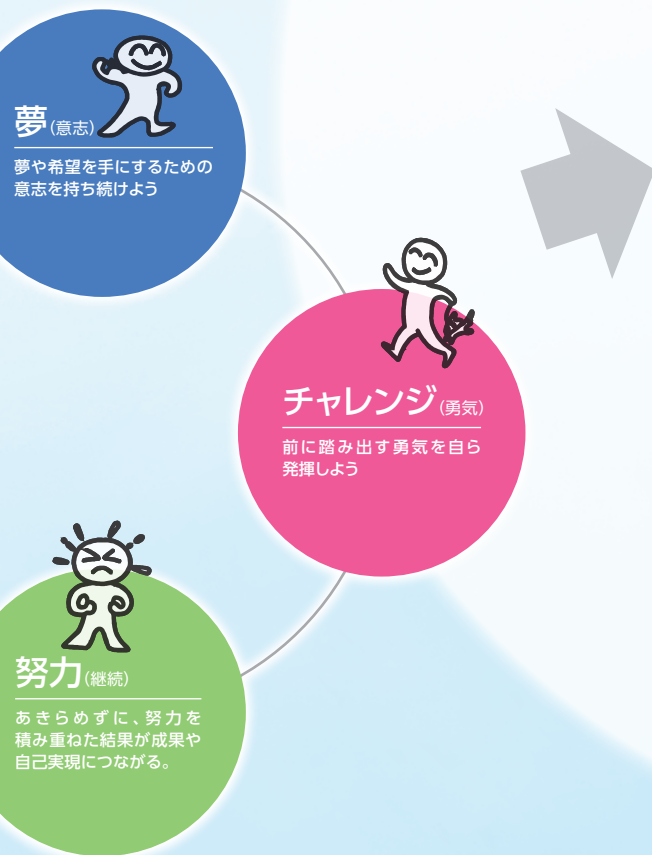 夢(意志)
夢や希望を手にするための
意志を持ち続けよう
チャレンジ(勇気)
前に踏み出す勇気を自ら
発揮しよう
努力(継続)
あきらめずに、努力を
積み重ねた結果が成果や
自己実現につながる。